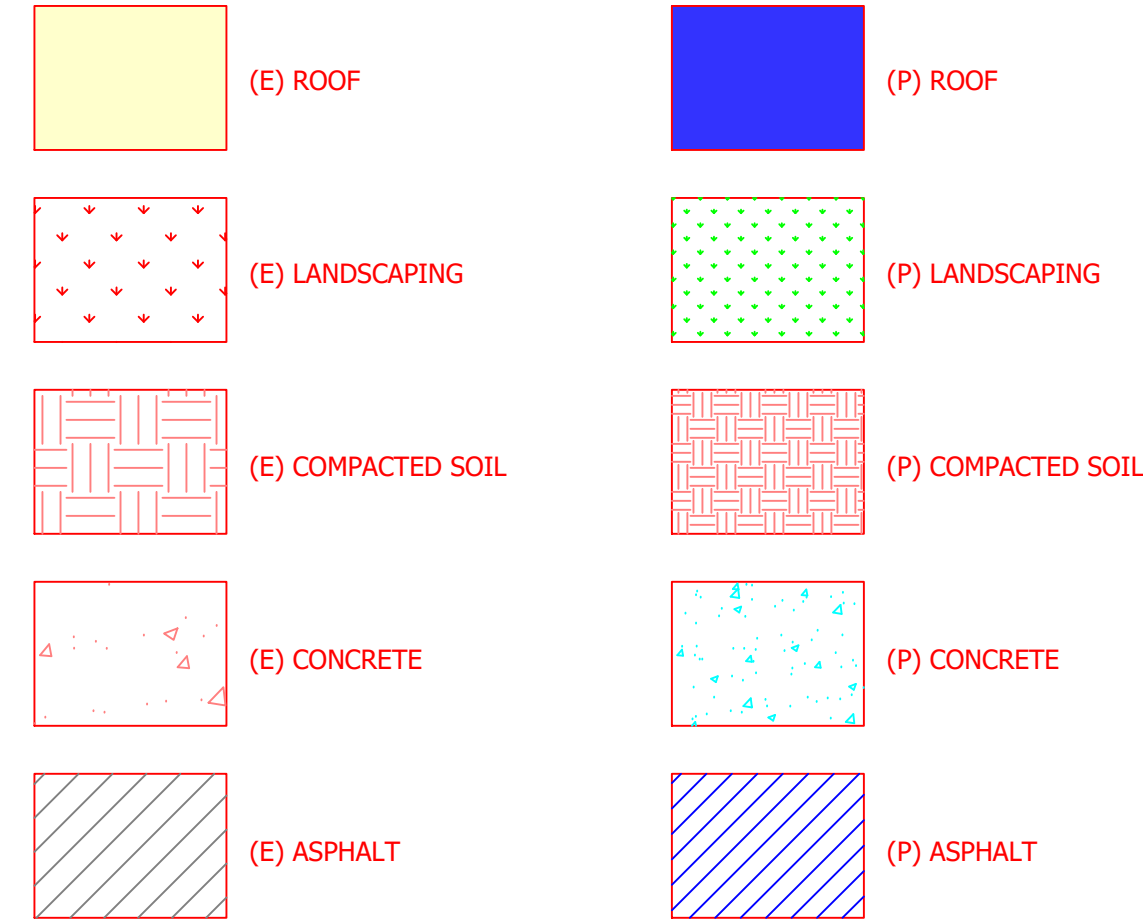 (E) ROOF
(P) ROOF
(E) LANDSCAPING
(P) LANDSCAPING
(E) COMPACTED SOIL
(P) COMPACTED SOIL
(E) CONCRETE
(P) CONCRETE
(E) ASPHALT
(P) ASPHALT